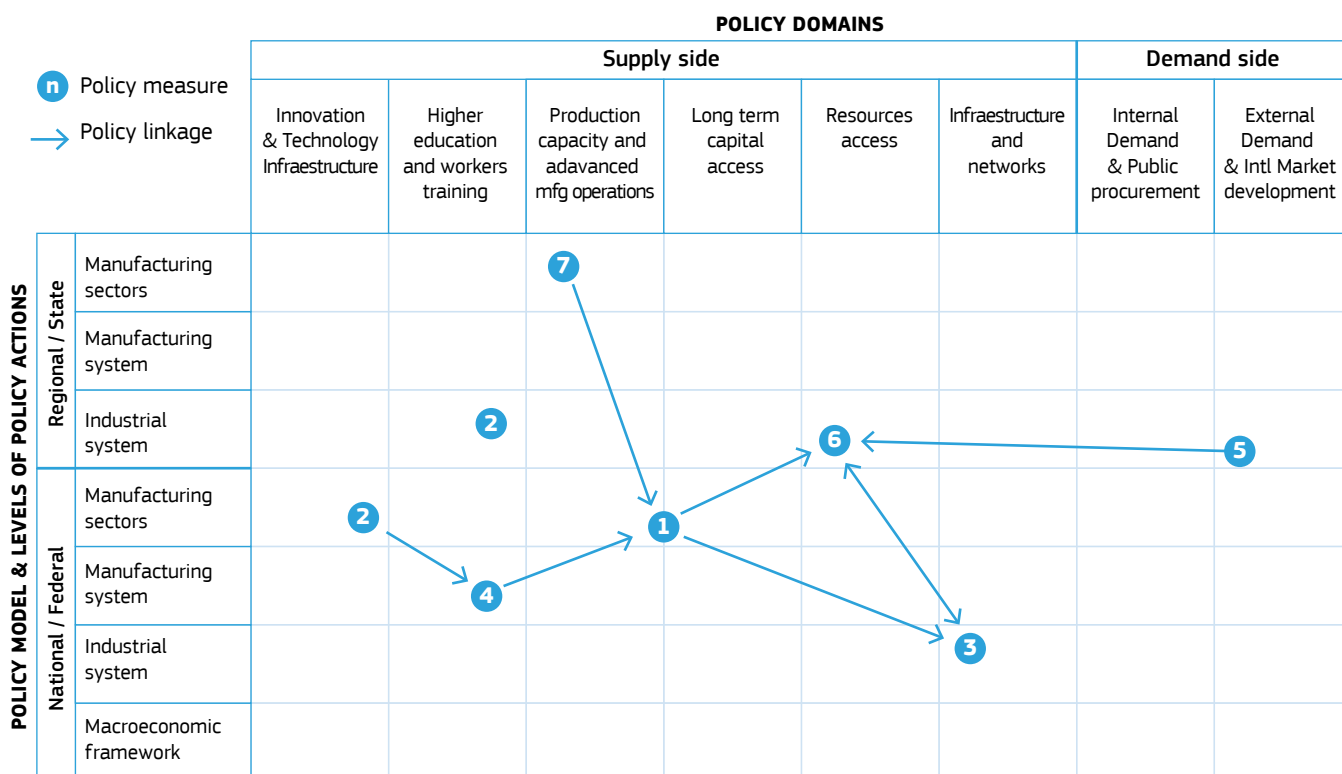 POLICY DOMAINS
Supply side
Demand side
n Policy measure
Policy linkage
Innovation
& Technology
Infraestructure
Higher
education
and workers
training
Production
capacity and
adavanced
mfg operations
Long term
capital
access
Resources
access
Infraestructure
and
networks
Internal
Demand
& Public
procurement
External
Demand
& Intl Market
development
POLICY MODEL & LEVELS OF POLICY ACTIONS
Regional / State
Manufacturing
sectors
7
Manufacturing
system
Industrial
system
2
6
5
National / Federal
Manufacturing
sectors
2
1
Manufacturing
system
4
Industrial
system
3
Macroeconomic
framework